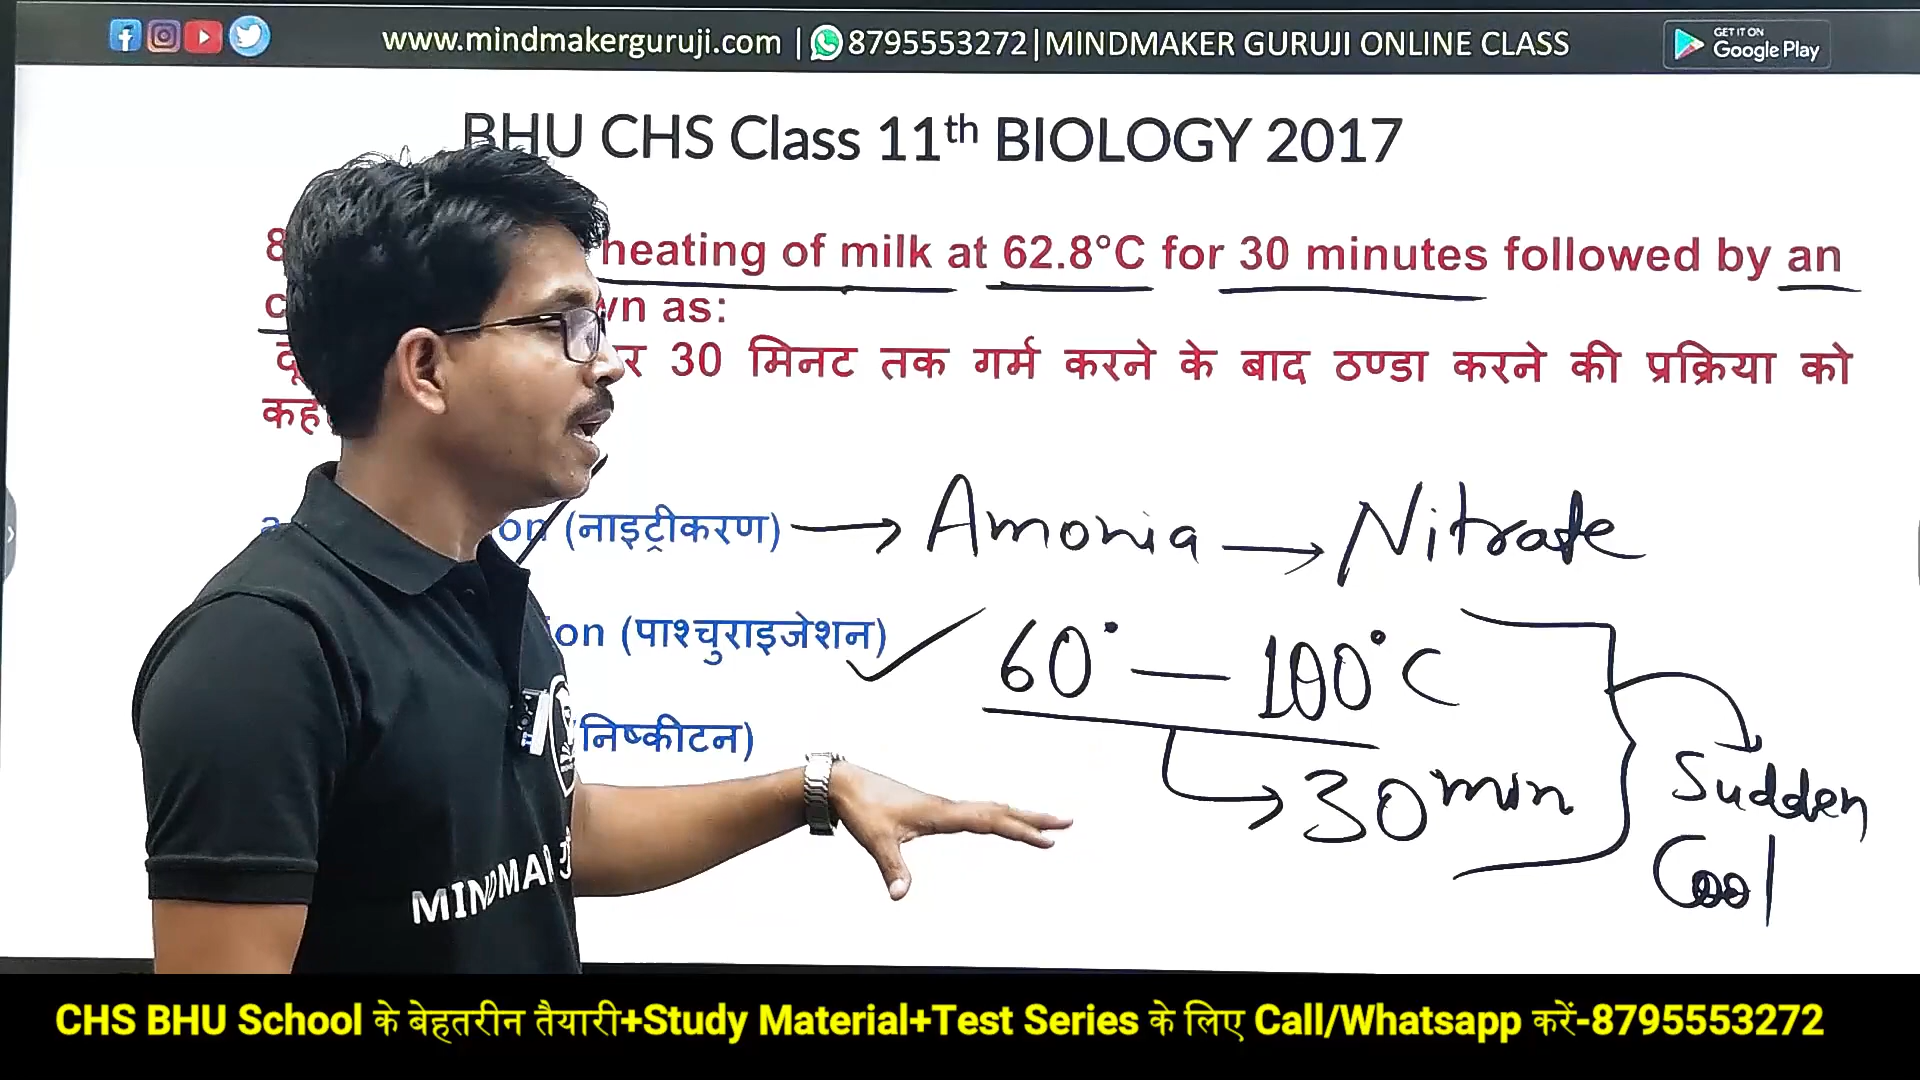 www.mindmakerguruji.com | 8795553272|MINDMAKER GURUJI ONLINE CLASS
GET IT ON
Google Play
BHU CHS Class 11th BIOLOGY 2017
heating of milk at 62.8°C for 30 minutes followed by an
as:
30 मिनट तक गर्म करने के बाद ठण्डा करने की प्रक्रिया को
(नाइट्रीकरण) → Amonia → Nitrate
(पाश्चुराइजेशन) ✓ 60° — 100°C
(निष्कीटन)
30 min
Sudden
Cool
CHS BHU School के बेहतरीन तैयारी+Study Material+Test Series के लिए Call/Whatsapp करें-8795553272